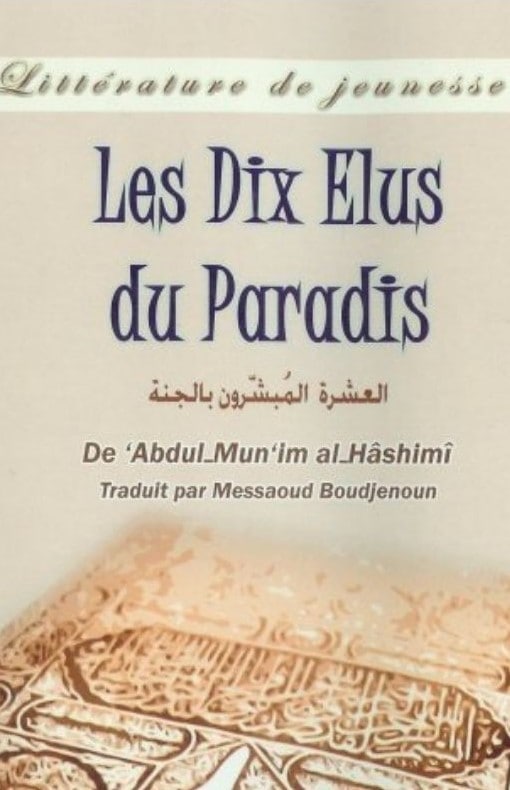 Littérature de jeunesse
Les Dix Elus
du Paradis
العشرة المُبشّرون بالجنة
De ‘Abdul_Mun‘im al_Hâshimî
Traduit par Messaoud Boudjenoun